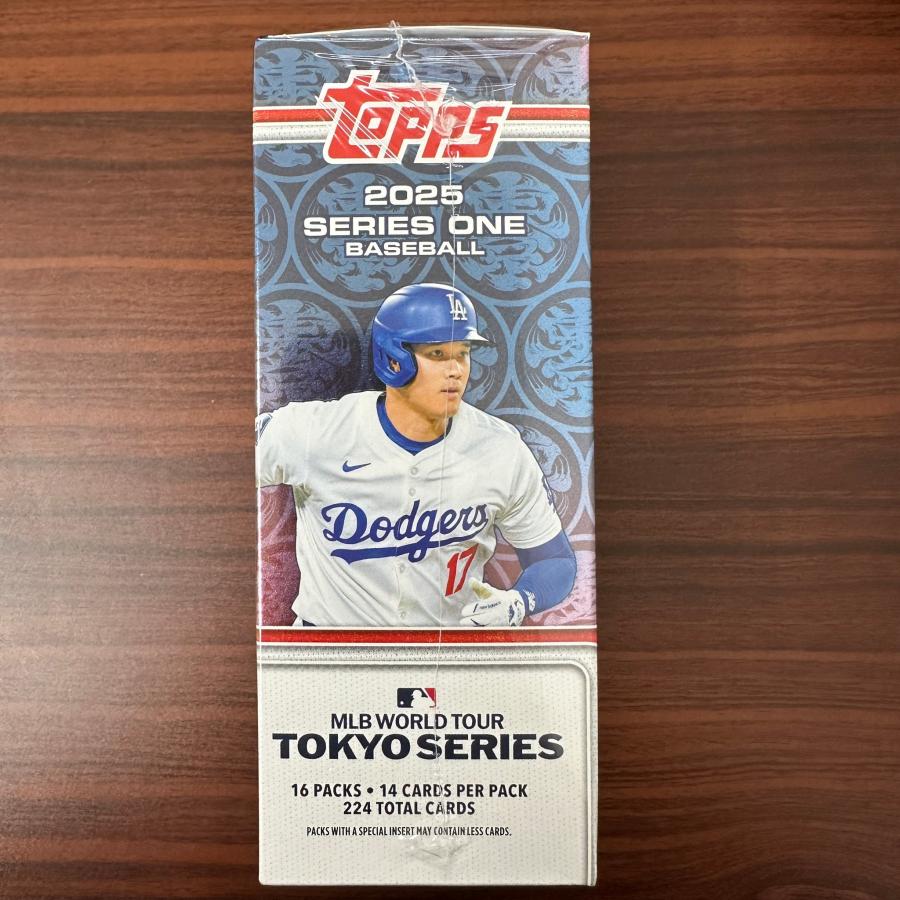 Topps
2025
SERIES ONE
BASEBALL
LA
Dodgers
17
MLB WORLD TOUR
TOKYO SERIES
16 PACKS • 14 CARDS PER PACK
224 TOTAL CARDS
PACKS WITH A SPECIAL INSERT MAY CONTAIN LESS CARDS.